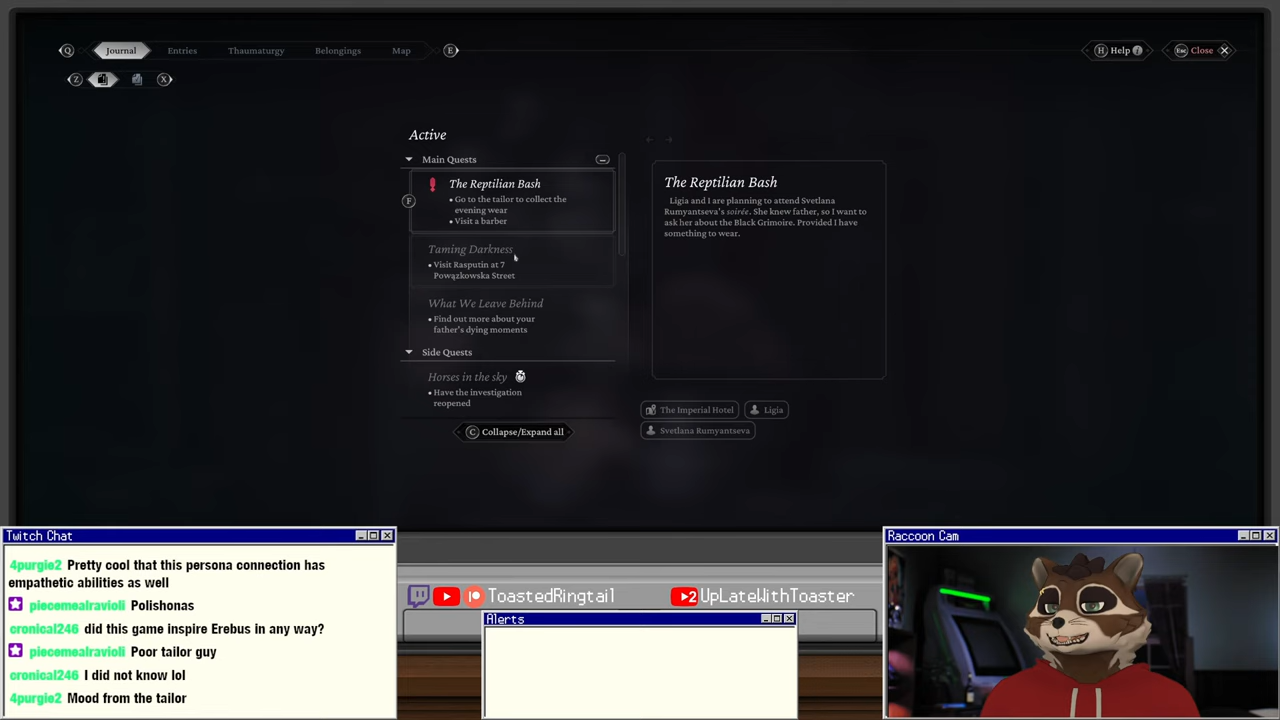 Q Journal Entries Thaumaturgy Belongings Map E
H Help i Esc Close
Z X
Active
Main Quests
The Reptilian Bash
F
• Go to the tailor to collect the
evening wear
• Visit a barber
Taming Darkness
• Visit Rasputin at 7
Powązkowska Street
What We Leave Behind
• Find out more about your
father's dying moments
Side Quests
Horses in the sky
• Have the investigation
reopened
C Collapse/Expand all
The Reptilian Bash
Ligia and I are planning to attend Svetlana
Rumyantseva's soirée. She knew father, so I want to
ask her about the Black Grimoire. Provided I have
something to wear.
The Imperial Hotel Ligia
Svetlana Rumyantseva
Twitch Chat
4purgie2 Pretty cool that this persona connection has
empathetic abilities as well
piecemealravioli Polishonas
cronical246 did this game inspire Erebus in any way?
piecemealravioli Poor tailor guy
cronical246 I did not know lol
4purgie2 Mood from the tailor
ToastedRingtail 2 UpLateWithToaster
Alerts
Raccoon Cam